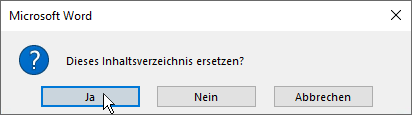 Microsoft Word
Dieses Inhaltsverzeichnis ersetzen?
Ja
Nein
Abbrechen